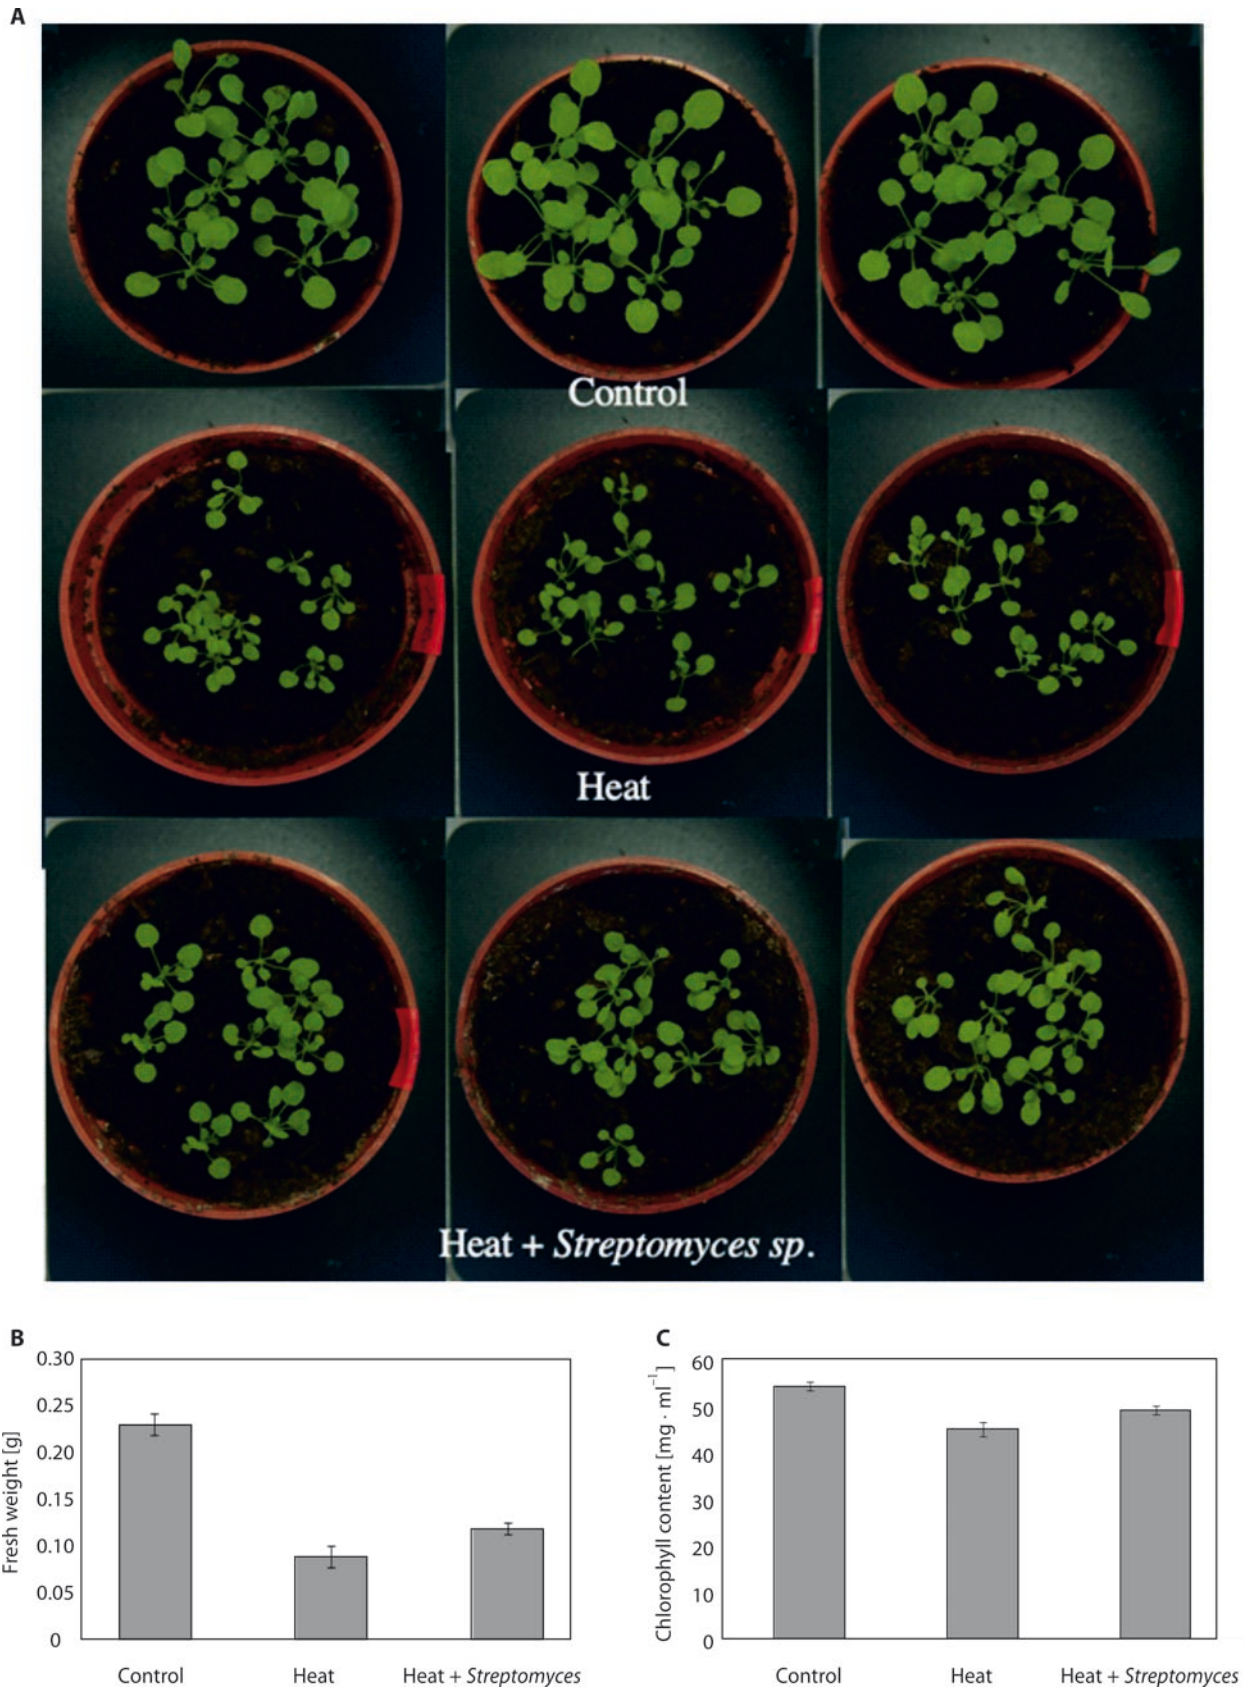 A
Control
Heat
Heat + Streptomyces sp.
B
0.30
0.25
0.20
0.15
0.10
0.05
0
Fresh weight [g]
Control Heat Heat + Streptomyces
C
60
50
40
30
20
10
0
Chlorophyll content [mg · ml⁻¹]
Control Heat Heat + Streptomyces